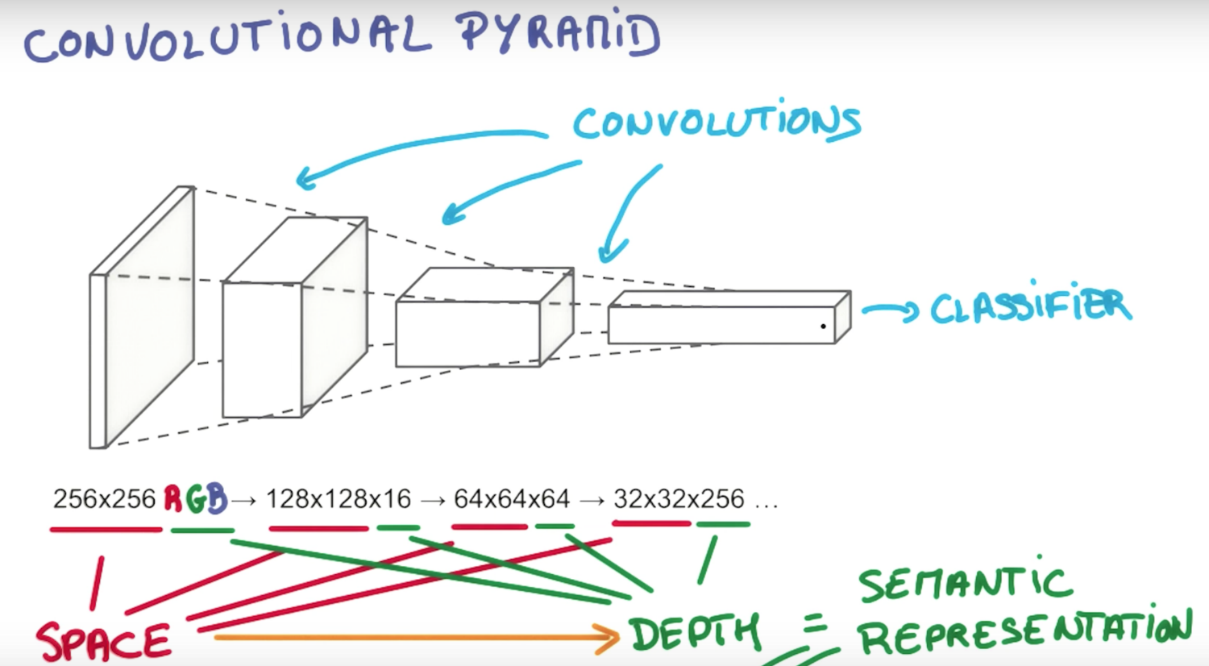 CONVOLUTIONAL PYRAMID
CONVOLUTIONS
CLASSIFIER
256x256 RGB → 128x128x16 → 64x64x64 → 32x32x256 ...
SPACE → DEPTH = SEMANTIC
REPRESENTATION